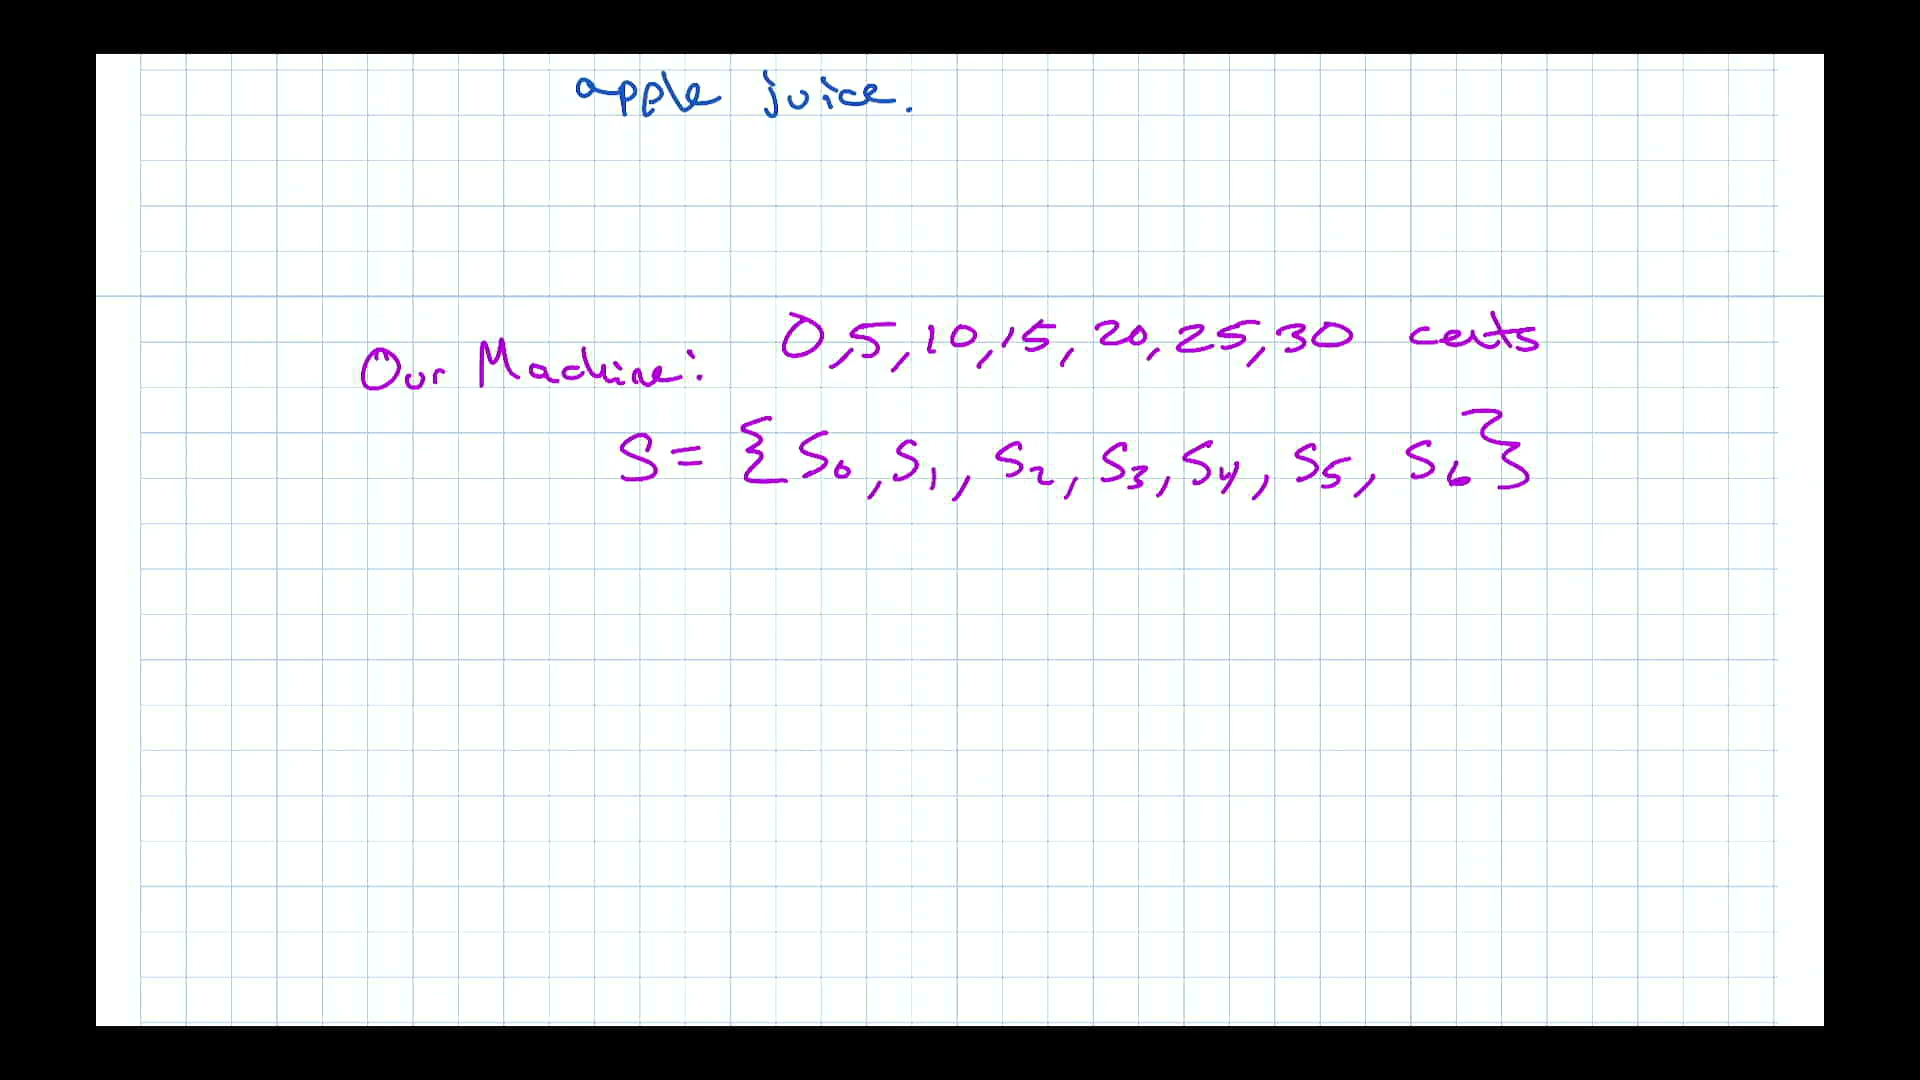 apple juice.
Our Machine: 0,5,10,15,20,25,30 cents
S = {S₀,S₁,S₂,S₃,S₄,S₅,S₆}